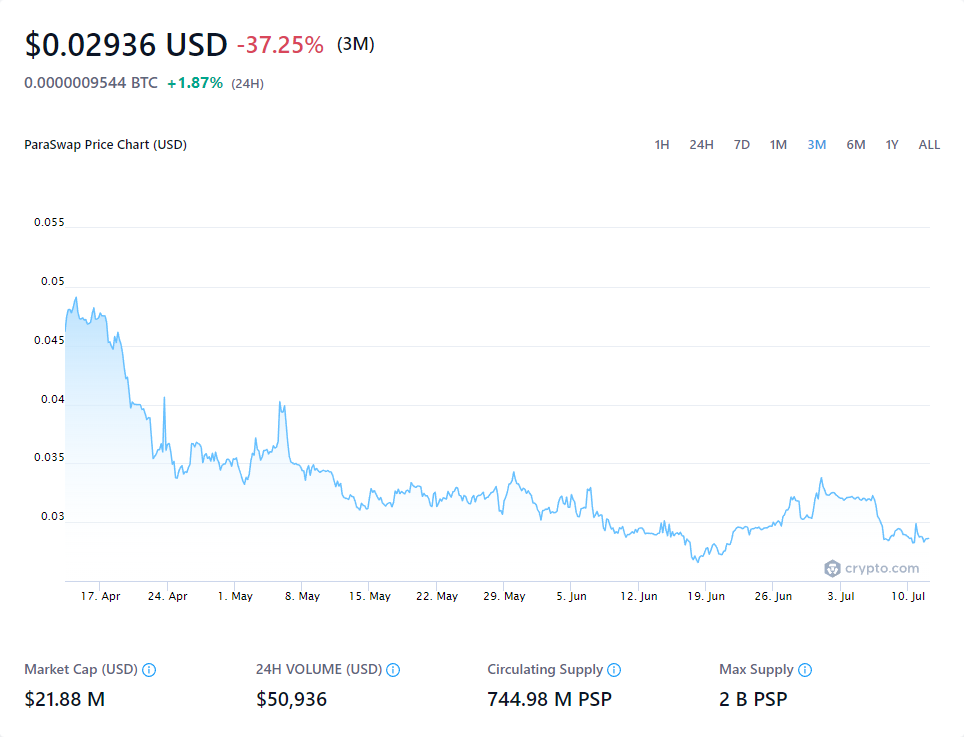 $0.02936 USD -37.25% (3M)
0.0000009544 BTC +1.87% (24H)
ParaSwap Price Chart (USD) 1H 24H 7D 1M 3M 6M 1Y ALL
0.055
0.05
0.045
0.04
0.035
0.03
crypto.com
17. Apr 24. Apr 1. May 8. May 15. May 22. May 29. May 5. Jun 12. Jun 19. Jun 26. Jun 3. Jul 10. Jul
Market Cap (USD) 24H VOLUME (USD) Circulating Supply Max Supply
$21.88 M $50,936 744.98 M PSP 2 B PSP